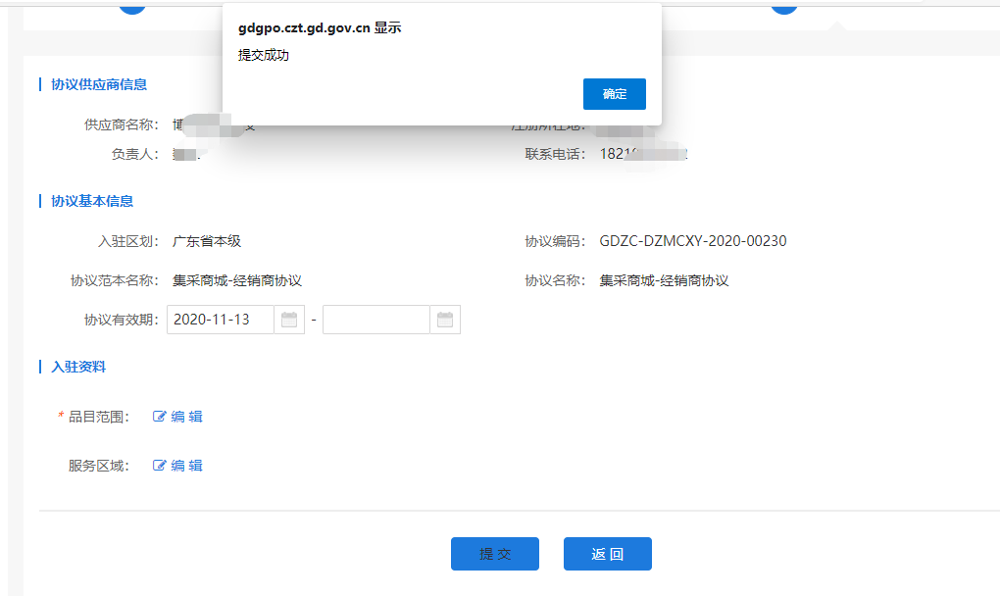 gdgpo.czt.gd.gov.cn 显示
提交成功
确定
协议供应商信息
供应商名称：
注册所在地：
负责人：
联系电话： 1821
协议基本信息
入驻区划： 广东省本级
协议编码： GDZC-DZMCXY-2020-00230
协议范本名称： 集采商城-经销商协议
协议名称： 集采商城-经销商协议
协议有效期： 2020-11-13 -
入驻资料
* 品目范围： 编 辑
服务区域： 编 辑
提 交
返 回